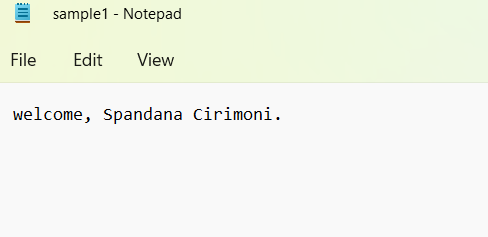 sample1 - Notepad
File Edit View
welcome, Spandana Cirimoni.